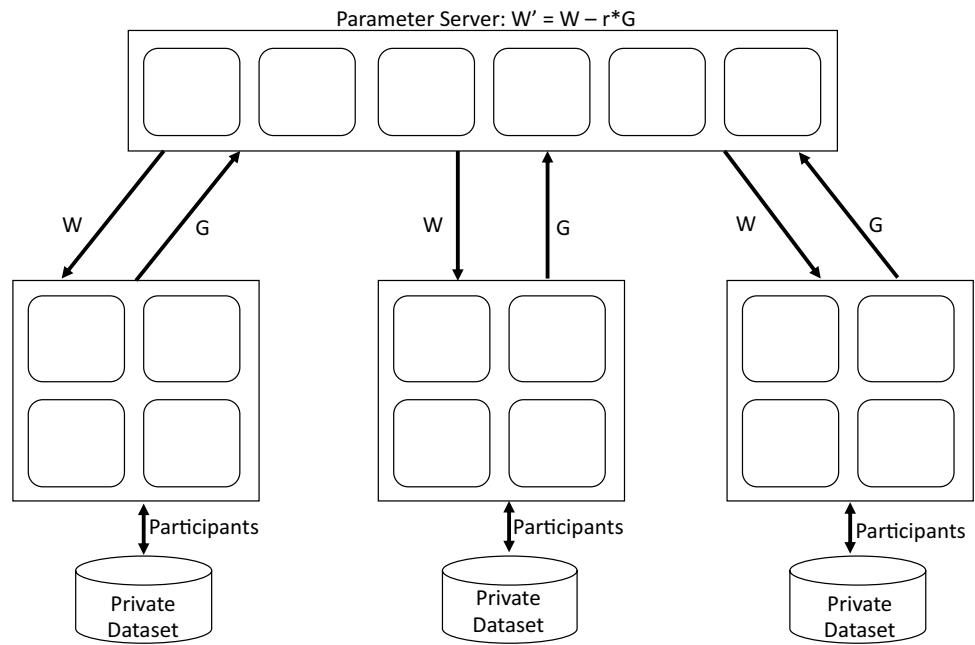 Parameter Server: W’ = W – r*G
W
G
W
G
W
G
Participants
Participants
Participants
Private
Dataset
Private
Dataset
Private
Dataset